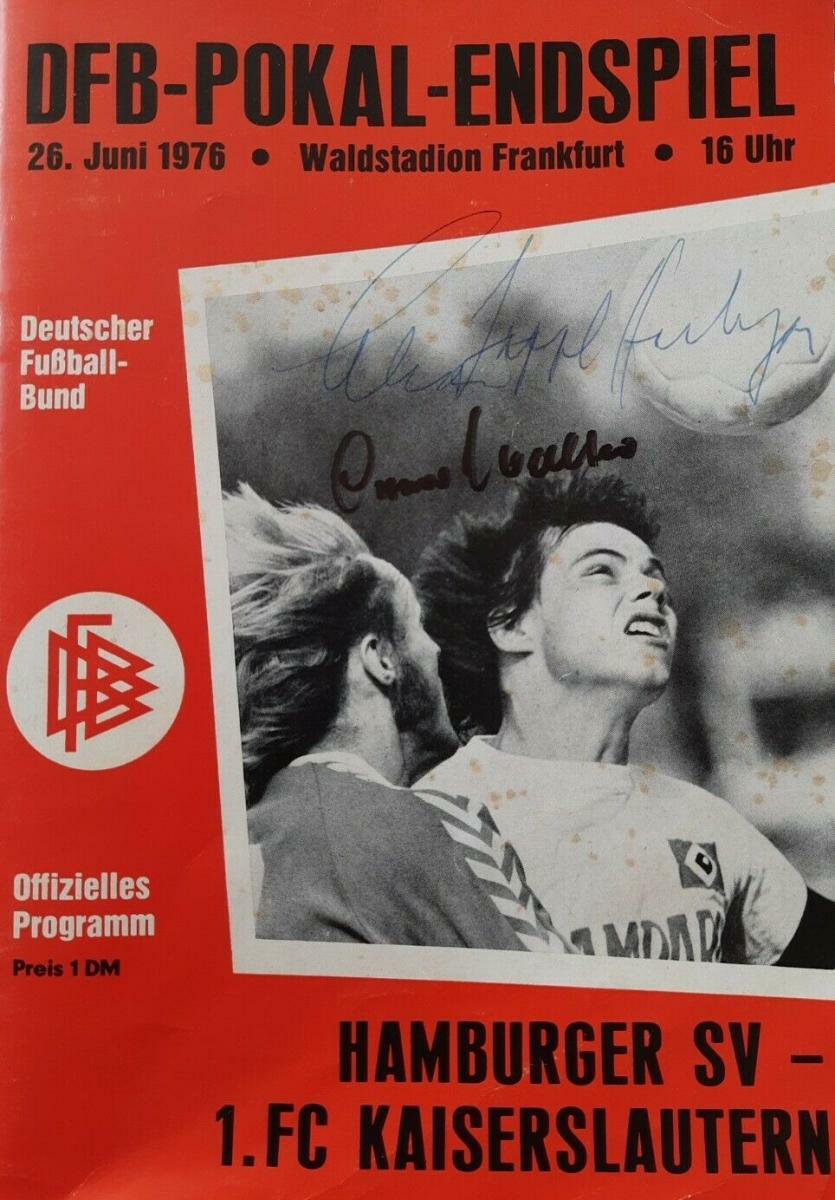 DFB-POKAL-ENDSPIEL
26. Juni 1976 • Waldstadion Frankfurt • 16 Uhr
Deutscher
Fußball-
Bund
DFB
Offizielles
Programm
Preis 1 DM
HAMBURGER SV –
1. FC KAISERSLAUTERN